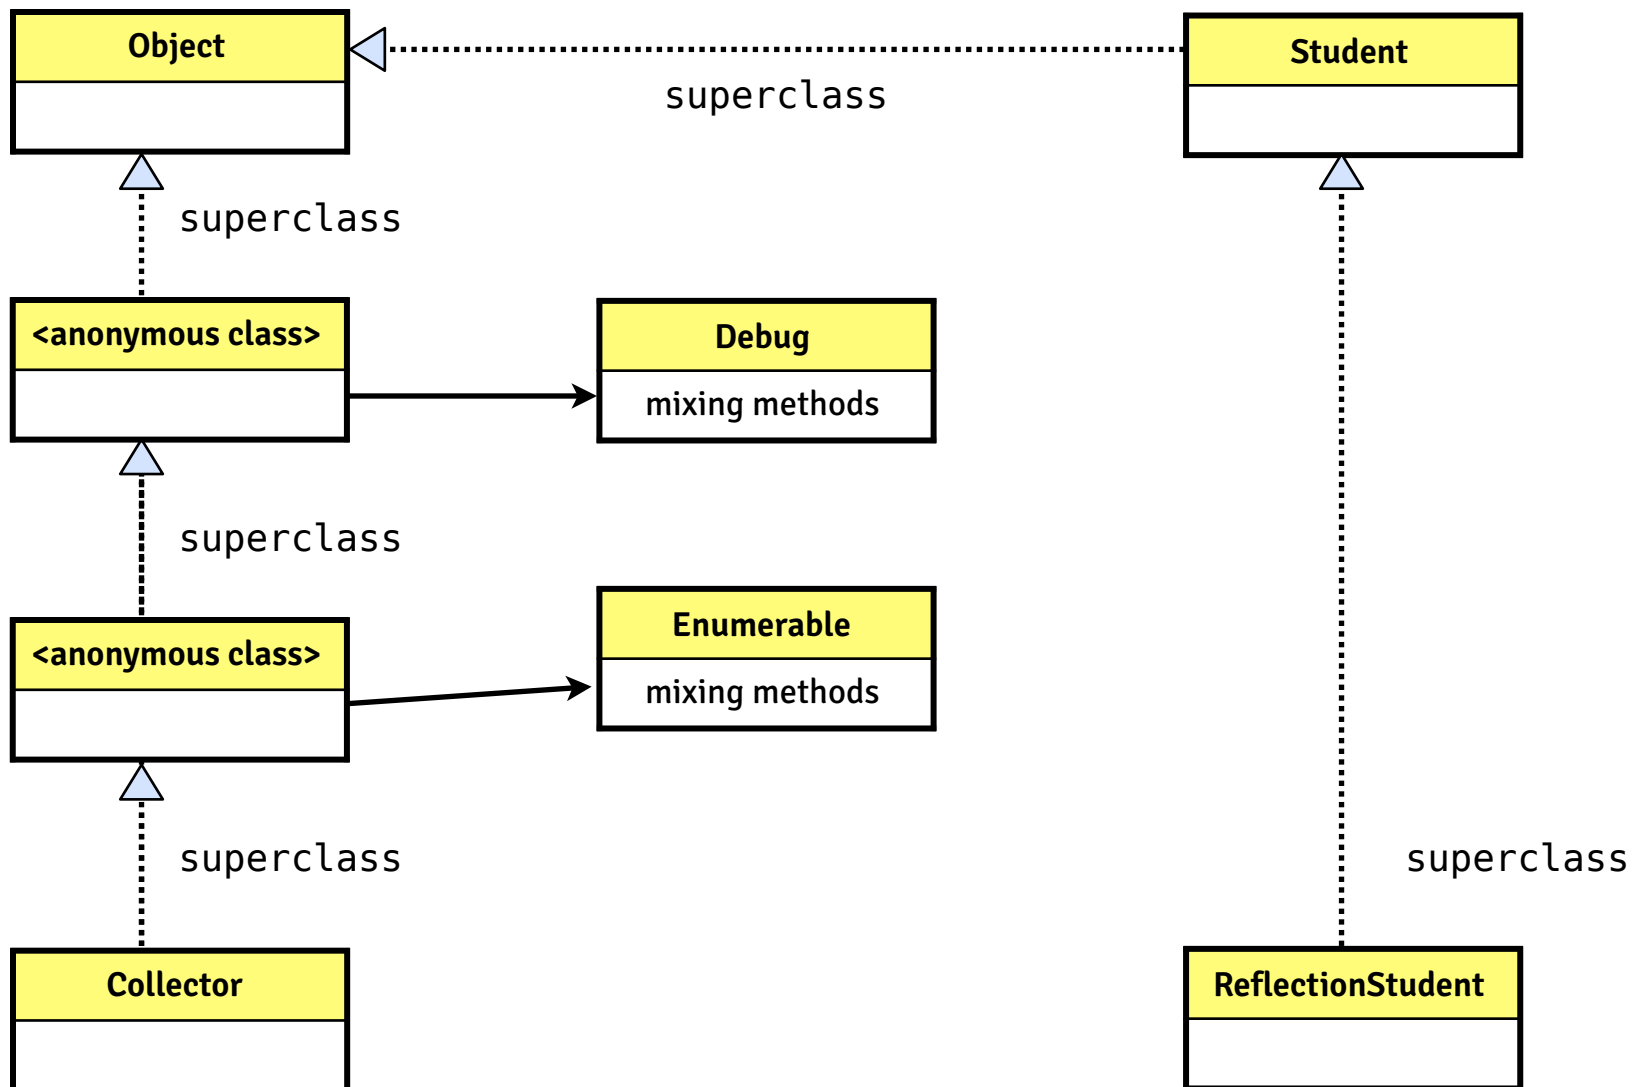 Object
Student
superclass
superclass
<anonymous class>
Debug
mixing methods
superclass
<anonymous class>
Enumerable
mixing methods
superclass
superclass
Collector
ReflectionStudent